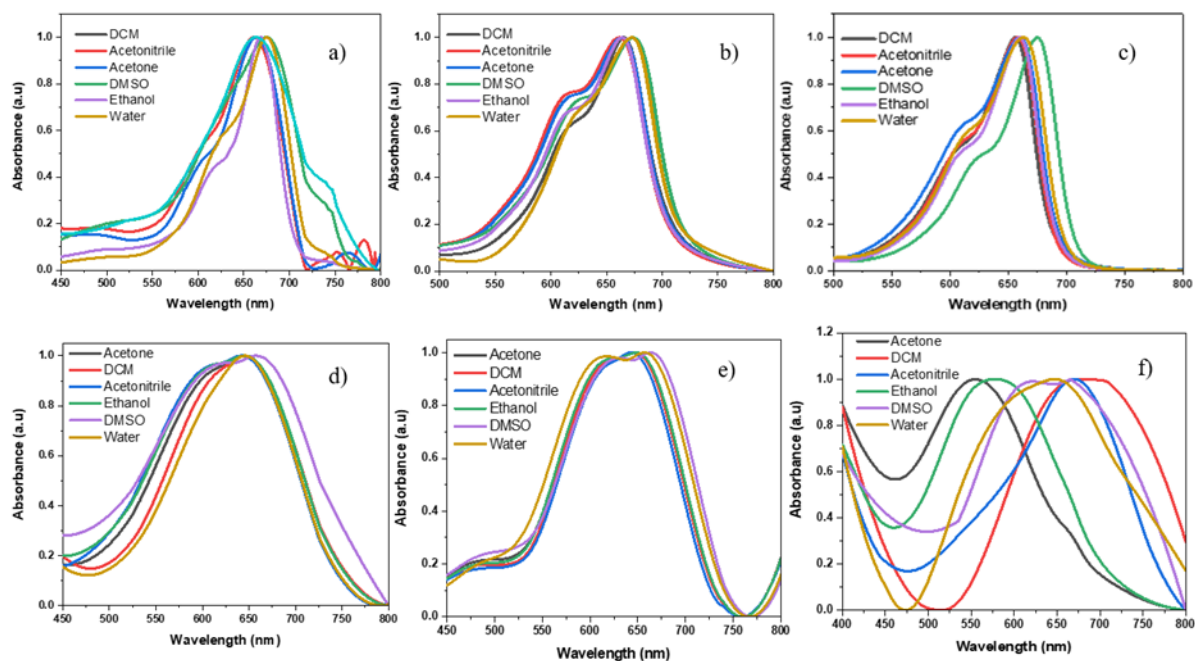 DCM
Acetonitrile
Acetone
DMSO
Ethanol
Water
a)
Absorbance (a.u)
1.0
0.8
0.6
0.4
0.2
0.0
450 500 550 600 650 700 750 800
Wavelength (nm)
DCM
Acetonitrile
Acetone
DMSO
Ethanol
Water
b)
Absorbance (a.u)
1.0
0.8
0.6
0.4
0.2
0.0
500 550 600 650 700 750 800
Wavelength (nm)
DCM
Acetonitrile
Acetone
DMSO
Ethanol
Water
c)
Absorbance (a.u)
1.0
0.8
0.6
0.4
0.2
0.0
500 550 600 650 700 750 800
Wavelength (nm)
Acetone
DCM
Acetonitrile
Ethanol
DMSO
Water
d)
Absorbance (a.u)
1.0
0.8
0.6
0.4
0.2
0.0
450 500 550 600 650 700 750 800
Wavelength (nm)
Acetone
DCM
Acetonitrile
Ethanol
DMSO
Water
e)
Absorbance (a.u)
1.0
0.8
0.6
0.4
0.2
0.0
450 500 550 600 650 700 750 800
Wavelength (nm)
Acetone
DCM
Acetonitrile
Ethanol
DMSO
Water
f)
Absorbance (a.u)
1.2
1.0
0.8
0.6
0.4
0.2
0.0
400 450 500 550 600 650 700 750 800
Wavelength (nm)